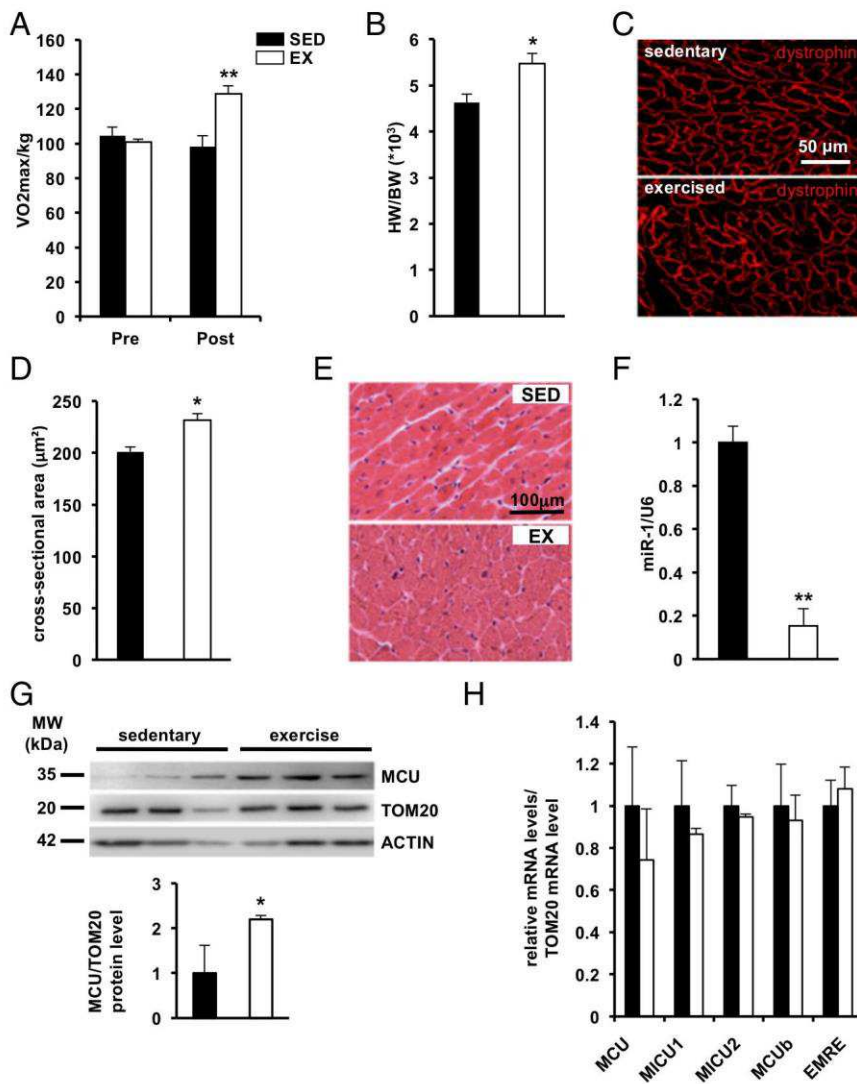 A
VO2max/kg
160
140
120
100
80
60
40
20
0
SED
EX
**
Pre
Post
B
HW/BW (*10³)
6
5
4
3
2
1
0
*
C
sedentary
dystrophin
50 µm
exercised
dystrophin
D
cross-sectional area (µm²)
250
200
150
100
50
0
*
E
SED
100µm
EX
F
miR-1/U6
1.2
1
0.8
0.6
0.4
0.2
0
**
G
MW
(kDa)
sedentary
exercise
35
MCU
20
TOM20
42
ACTIN
MCU/TOM20
protein level
3
2
1
0
*
H
relative mRNA levels/
TOM20 mRNA level
1.4
1.2
1
0.8
0.6
0.4
0.2
0
MCU
MICU1
MICU2
MCUb
EMRE